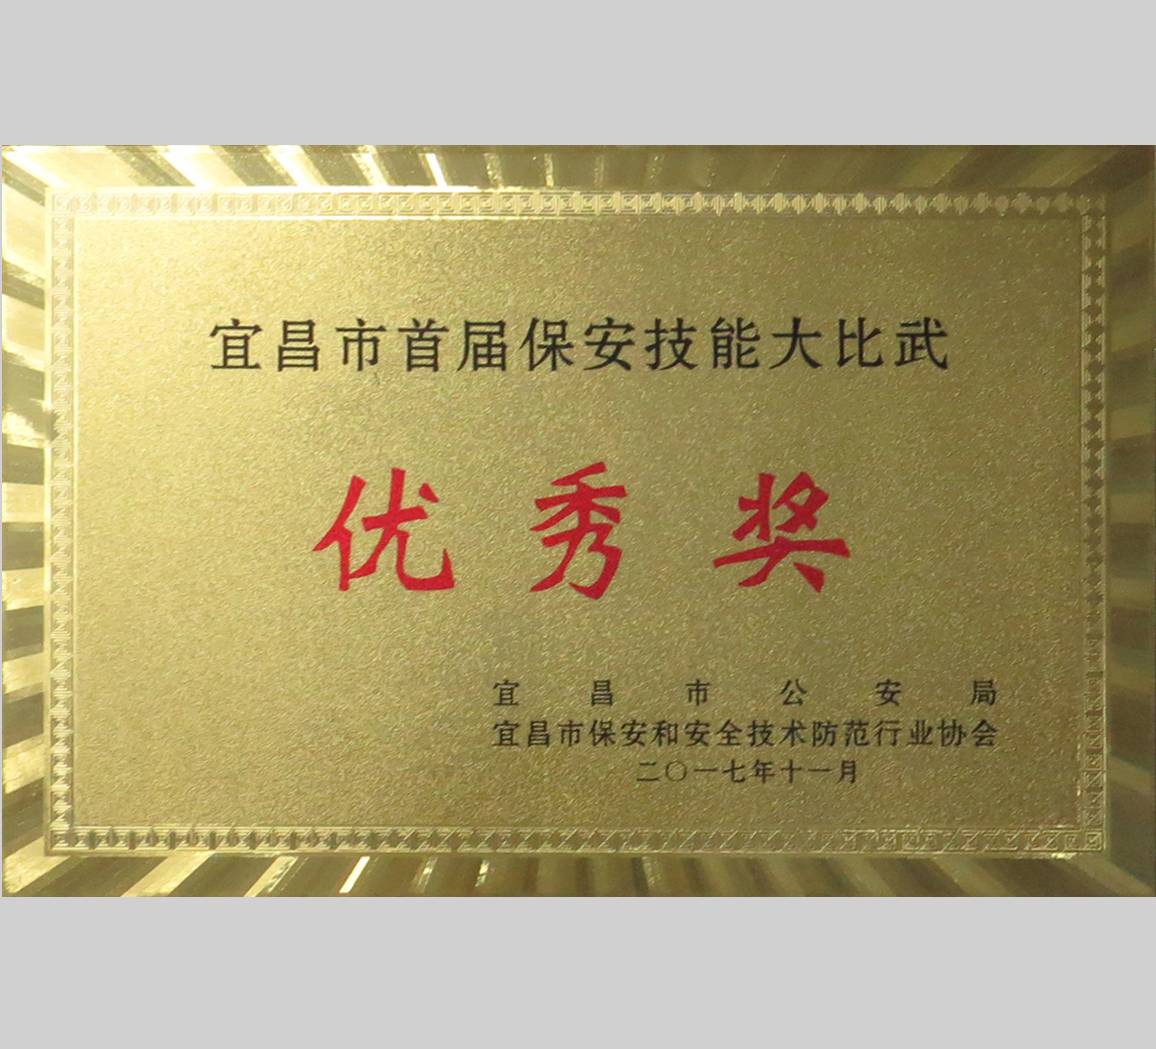 宜昌市首届保安技能大比武
优秀奖
宜昌市公安局
宜昌市保安和安全技术防范行业协会
二〇一七年十一月